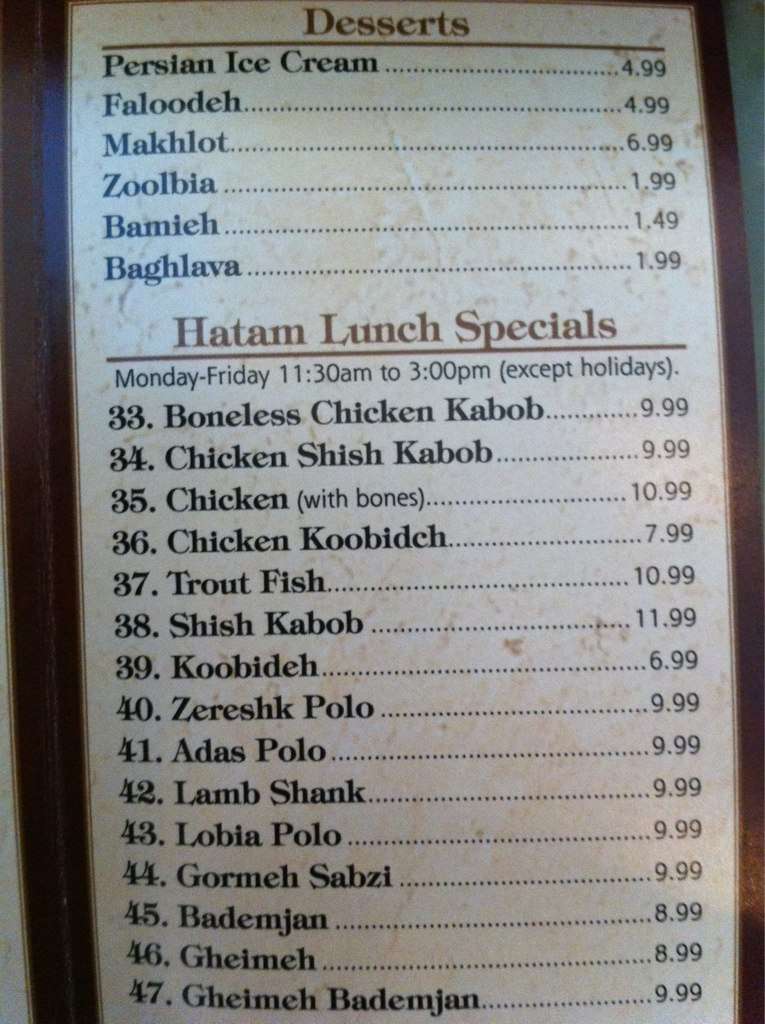 Desserts
Persian Ice Cream ................................4.99
Faloodeh....................................................4.99
Makhlot......................................................6.99
Zoolbia .......................................................1.99
Bamieh .......................................................1.49
Baghlava ....................................................1.99
Hatam Lunch Specials
Monday-Friday 11:30am to 3:00pm (except holidays).
33. Boneless Chicken Kabob............9.99
34. Chicken Shish Kabob...................9.99
35. Chicken (with bones)..........................10.99
36. Chicken Koobideh.........................7.99
37. Trout Fish.......................................10.99
38. Shish Kabob ..................................11.99
39. Koobideh..........................................6.99
40. Zereshk Polo ..................................9.99
41. Adas Polo .........................................9.99
42. Lamb Shank.....................................9.99
43. Lobia Polo .......................................9.99
44. Gormeh Sabzi .................................9.99
45. Bademjan .........................................8.99
46. Gheimeh ...........................................8.99
47. Gheimeh Bademjan......................9.99